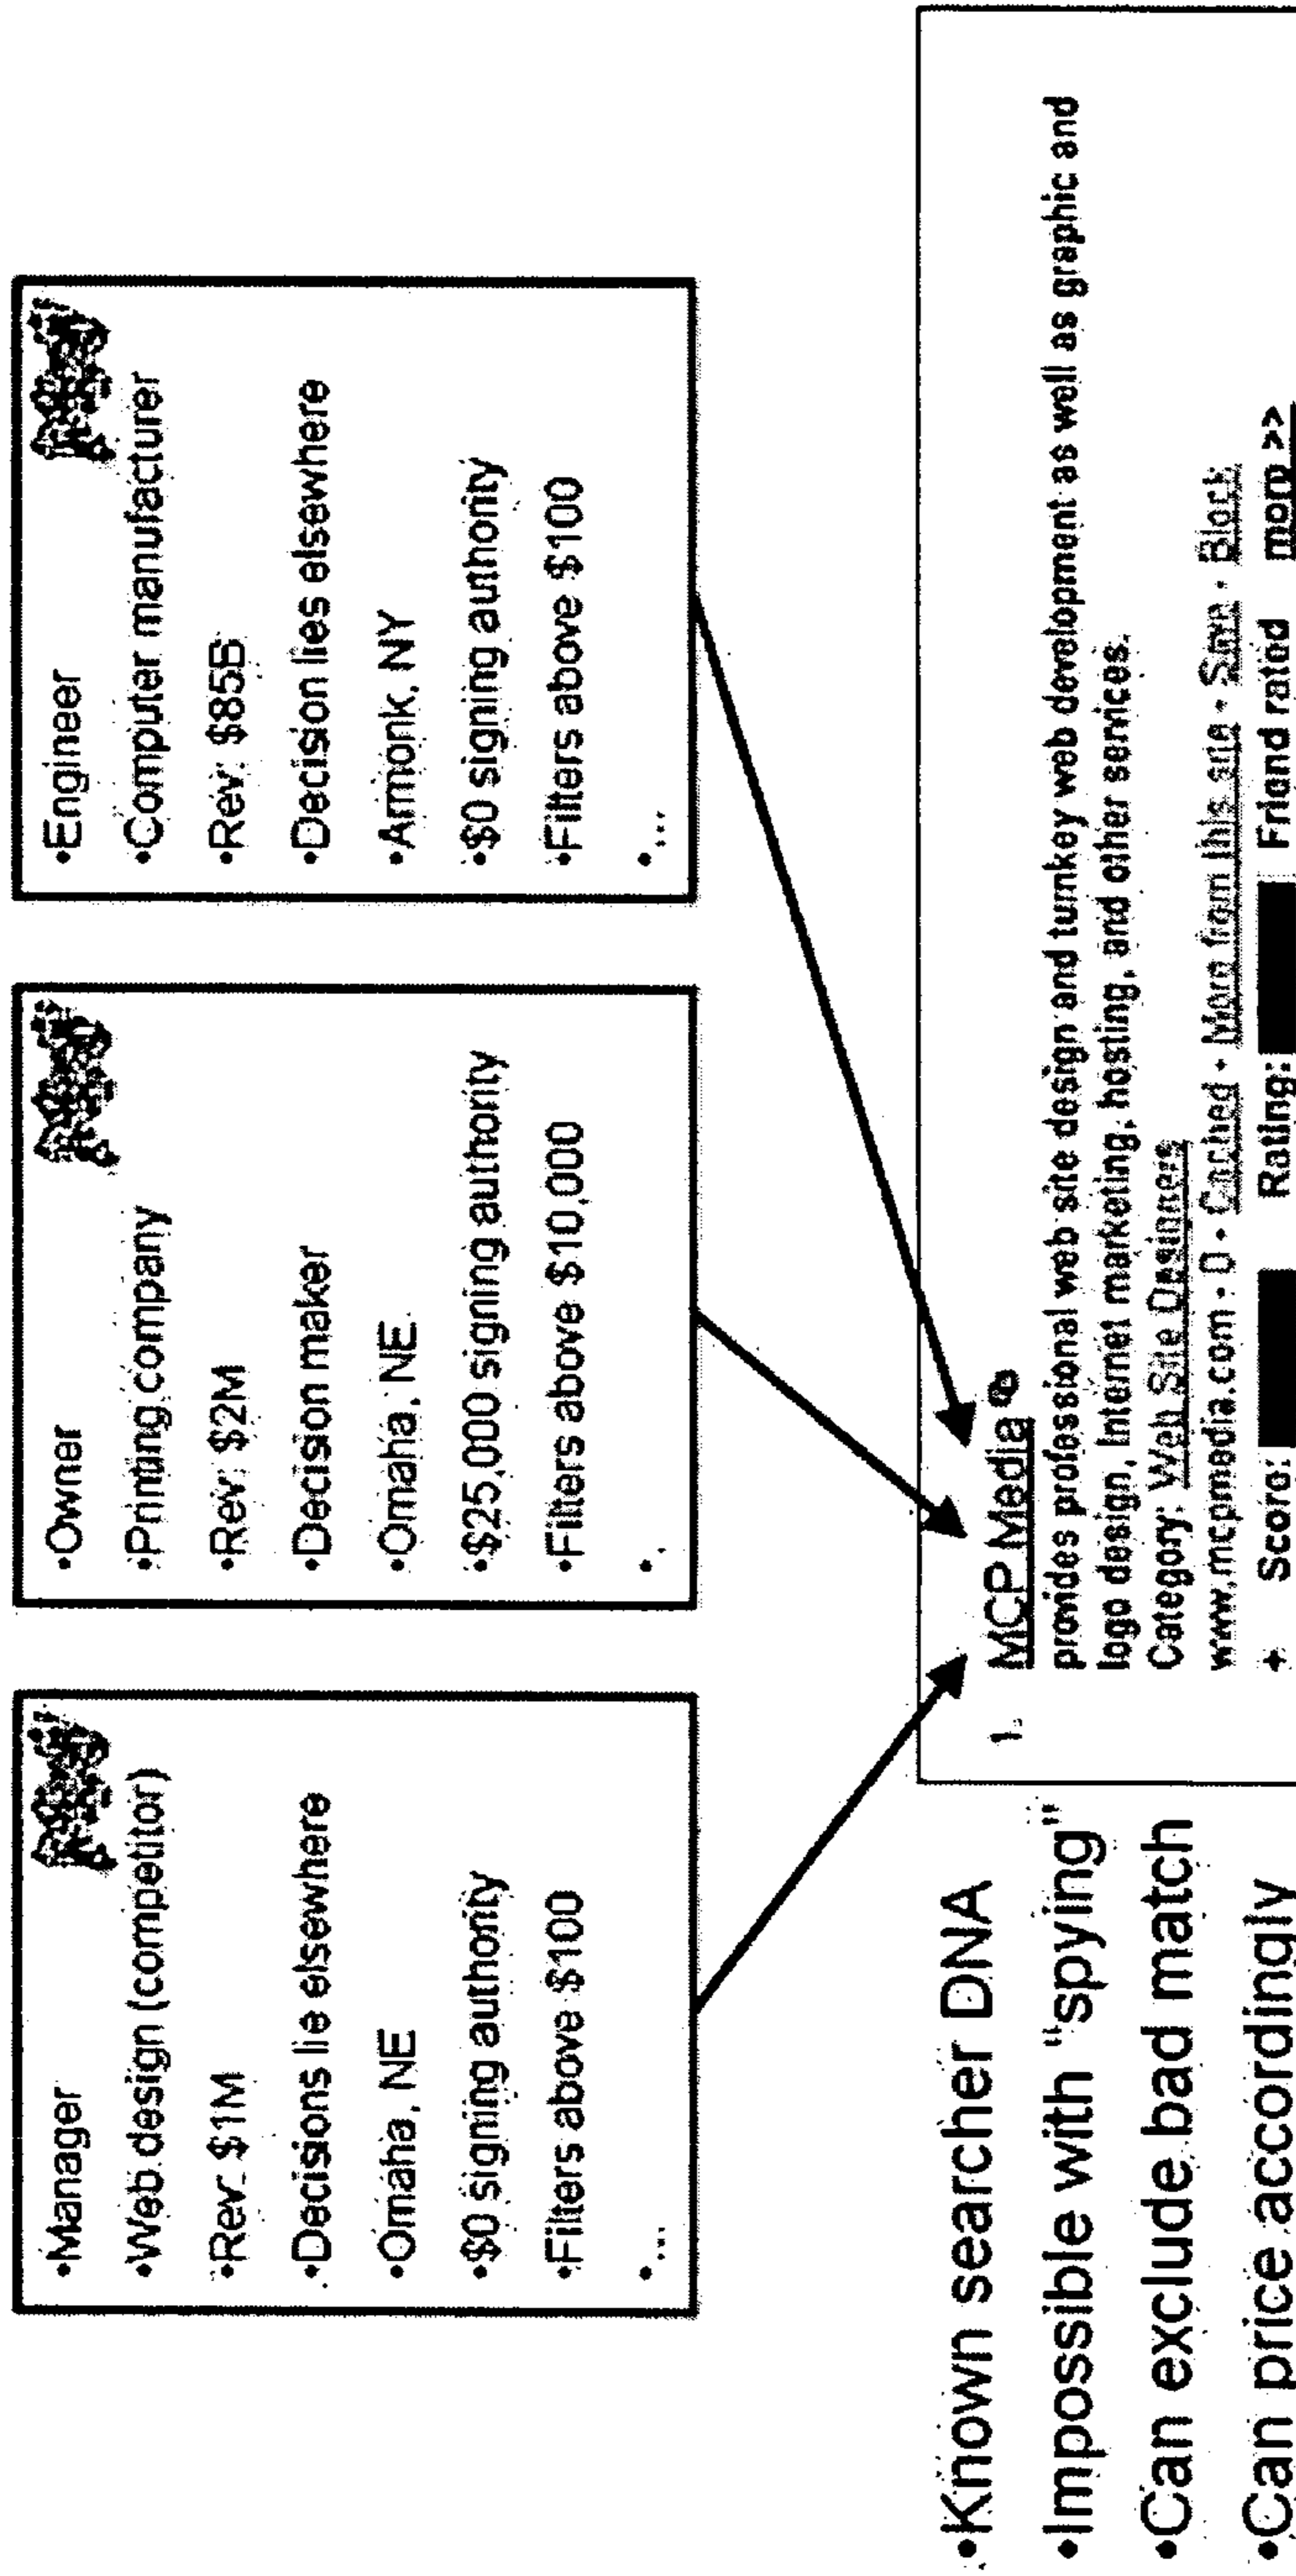 •Manager
•Web design (competitor)
•Rev: $1M
•Decisions lie elsewhere
•Omaha, NE
•$0 signing authority
•Filters above $100
•...
•Owner
•Printing company
•Rev: $2M
•Decision maker
•Omaha, NE
•$25,000 signing authority
•Filters above $10,000
•.
•Engineer
•Computer manufacturer
•Rev: $85B
•Decision lies elsewhere
•Armonk, NY
•$0 signing authority
•Filters above $100
•...
•Known searcher DNA
•Impossible with "spying"
•Can exclude bad match
•Can price accordingly
1. MCP Media
provides professional web site design and turnkey web development as well as graphic and
logo design, Internet marketing, hosting, and other services.
Category: Web Site Designers
www.mcpmedia.com - 0 - Cached - More from this site - Save - Block
+ Score: Rating: Friend rated more >>